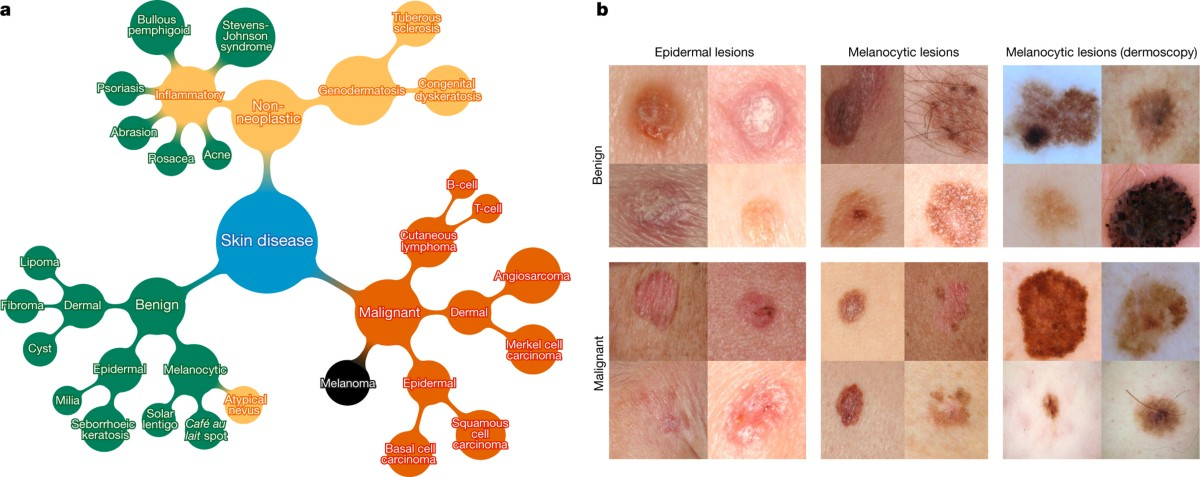 a
Bullous
pemphigoid
Stevens-
Johnson
syndrome
Tuberous
sclerosis
Psoriasis
Inflammatory
Non-
neoplastic
Genodermatosis
Congenital
dyskeratosis
Abrasion
Rosacea
Acne
Skin disease
B-cell
T-cell
Cutaneous
lymphoma
Lipoma
Fibroma
Dermal
Benign
Cyst
Epidermal
Melanocytic
Milia
Seborrhoeic
keratosis
Solar
lentigo
Café au
lait spot
Atypical
nevus
Malignant
Angiosarcoma
Dermal
Merkel cell
carcinoma
Melanoma
Epidermal
Squamous
cell
carcinoma
Basal cell
carcinoma
b
Epidermal lesions
Melanocytic lesions
Melanocytic lesions (dermoscopy)
Benign
Malignant